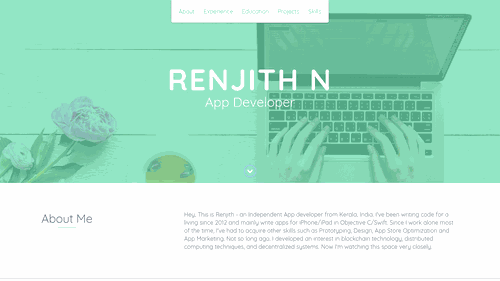 About Experience Education Projects Skills
RENJITH N
App Developer
About Me
Hey, This is Renjith - an Independent App developer from Kerala, India. I've been writing code for a
living since 2012 and mainly write apps for iPhone/iPad in Objective C/Swift. Since I work alone most
of the time, I've had to acquire other skills such as Prototyping, Design, App Store Optimization and
App Marketing. Not so long ago, I developed an interest in blockchain technology, distributed
computing techniques, and decentralized systems. Now I'm watching this space very closely.